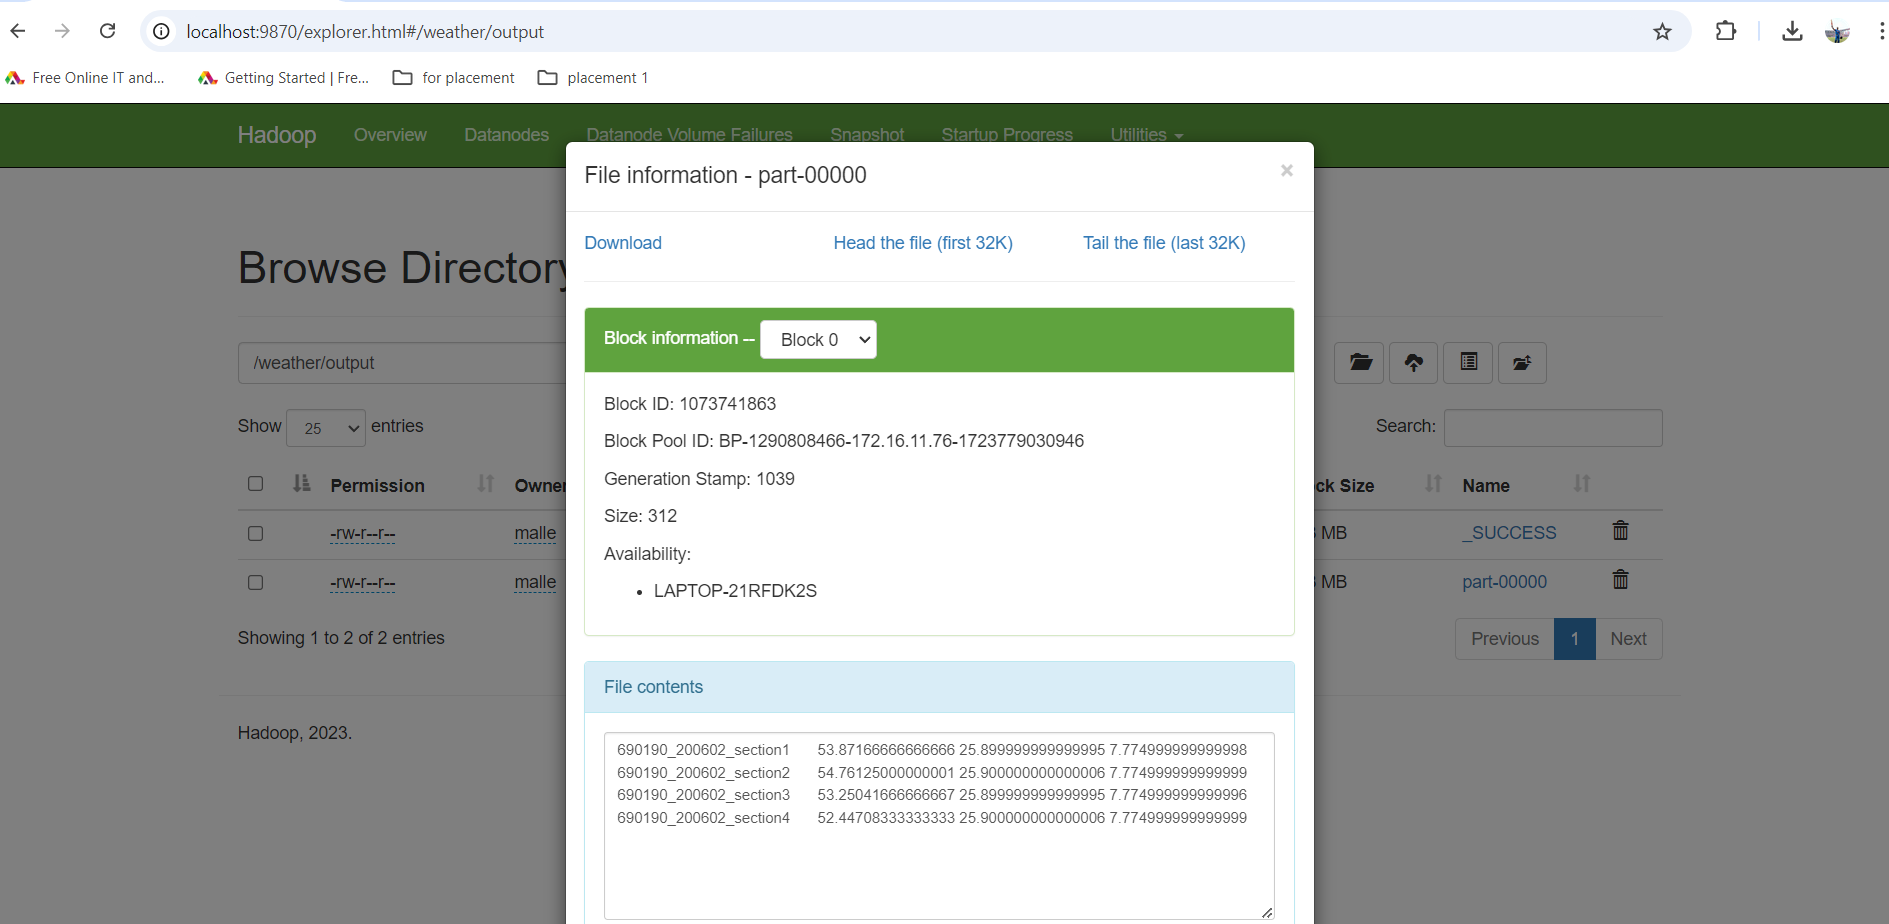 localhost:9870/explorer.html#/weather/output
Free Online IT and...
Getting Started | Fre...
for placement
placement 1
Hadoop
Overview
Datanodes
Datanode Volume Failures
Snapshot
Startup Progress
Utilities
File information - part-00000
×
Download
Head the file (first 32K)
Tail the file (last 32K)
Browse Directory
Block information --
Block 0
/weather/output
Block ID: 1073741863
Block Pool ID: BP-1290808466-172.16.11.76-1723779030946
Generation Stamp: 1039
Size: 312
Availability:
LAPTOP-21RFDK2S
Show 25 entries
Search:
Permission
Owner
ck Size
Name
-rw-r--r--
malle
MB
_SUCCESS
-rw-r--r--
malle
MB
part-00000
Showing 1 to 2 of 2 entries
Previous
1
Next
File contents
690190_200602_section1 53.87166666666666 25.899999999999995 7.774999999999998
690190_200602_section2 54.76125000000001 25.900000000000006 7.774999999999999
690190_200602_section3 53.25041666666667 25.899999999999995 7.774999999999996
690190_200602_section4 52.44708333333333 25.900000000000006 7.774999999999999
Hadoop, 2023.